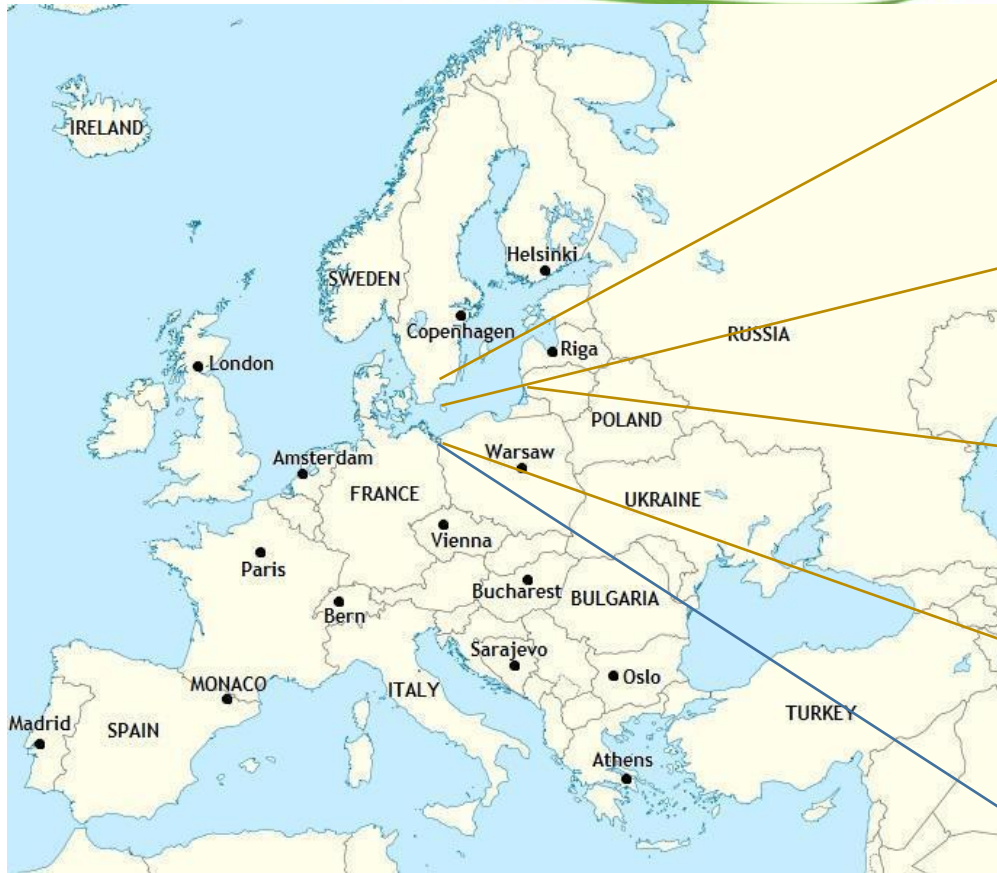 IRELAND
Helsinki
SWEDEN
Copenhagen
RUSSIA
Riga
London
POLAND
Warsaw
Amsterdam
FRANCE
UKRAINE
Vienna
Paris
Bucharest
BULGARIA
Bern
Sarajevo
Oslo
MONACO
ITALY
TURKEY
Madrid
SPAIN
Athens